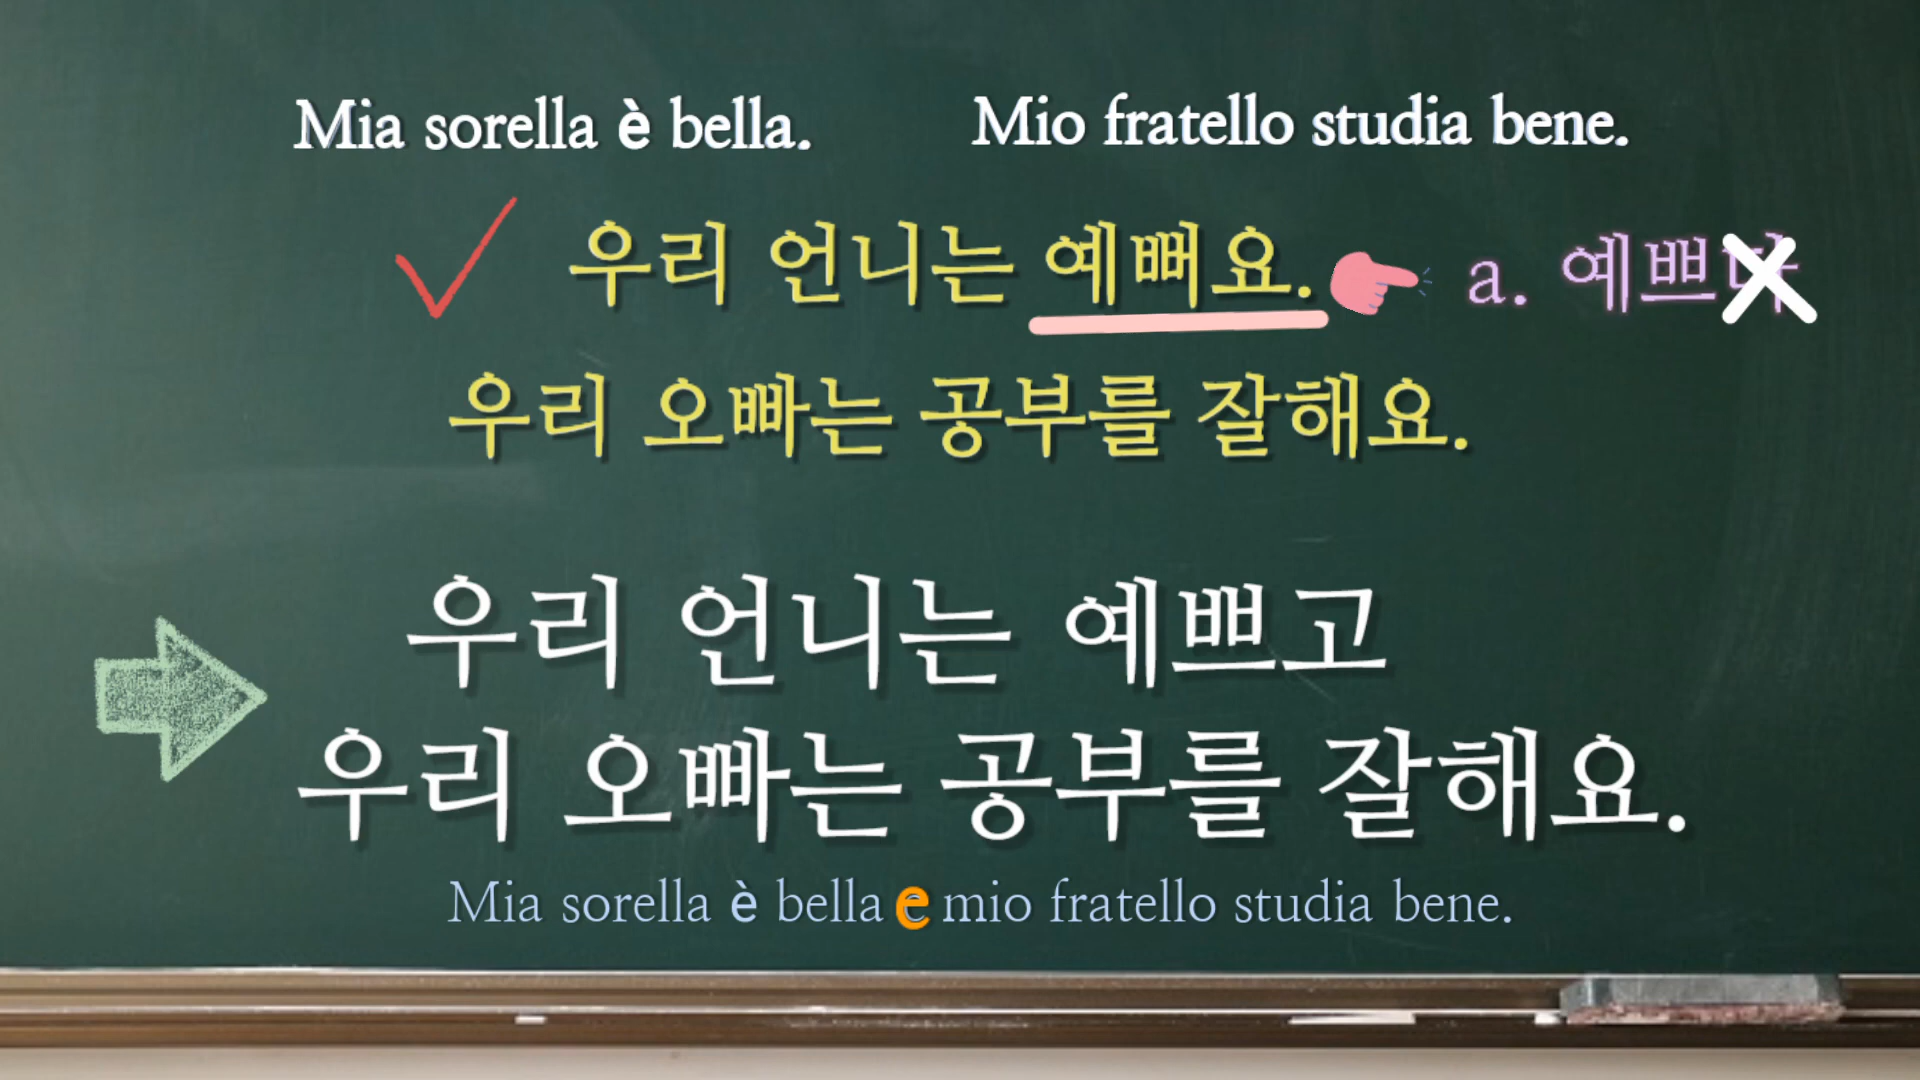 Mia sorella è bella. Mio fratello studia bene.
우리 언니는 예뻐요. a. 예쁘다
우리 오빠는 공부를 잘해요.
우리 언니는 예쁘고
우리 오빠는 공부를 잘해요.
Mia sorella è bella e mio fratello studia bene.